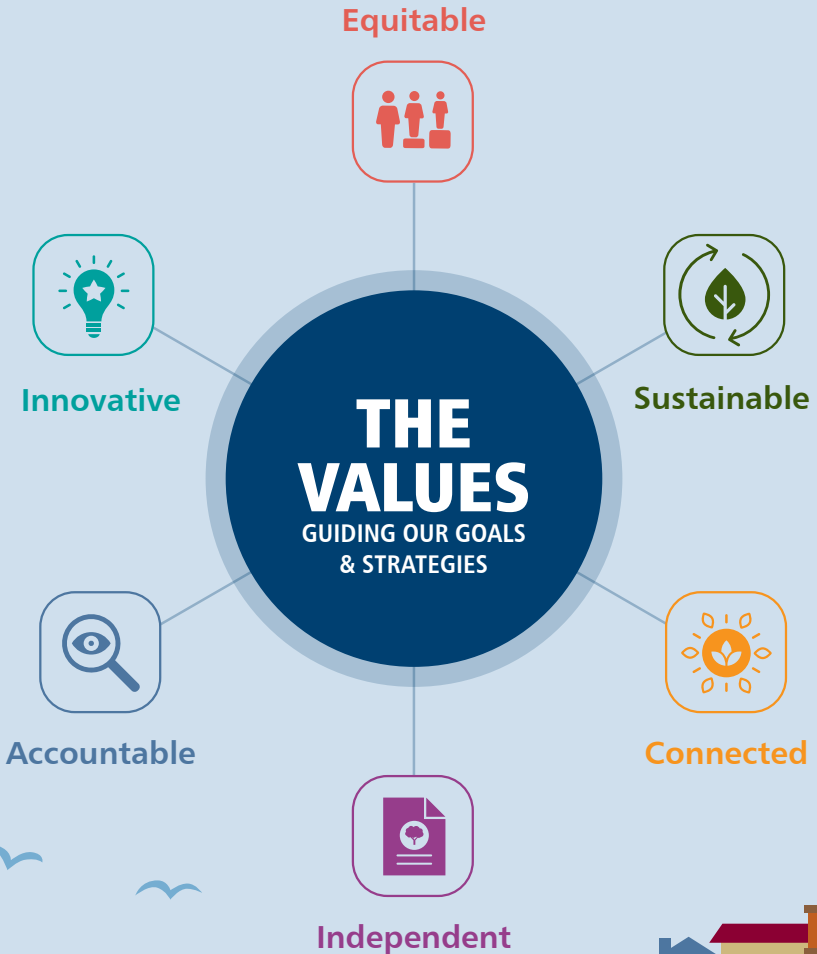 Equitable
Innovative
Sustainable
THE
VALUES
GUIDING OUR GOALS
& STRATEGIES
Accountable
Connected
Independent